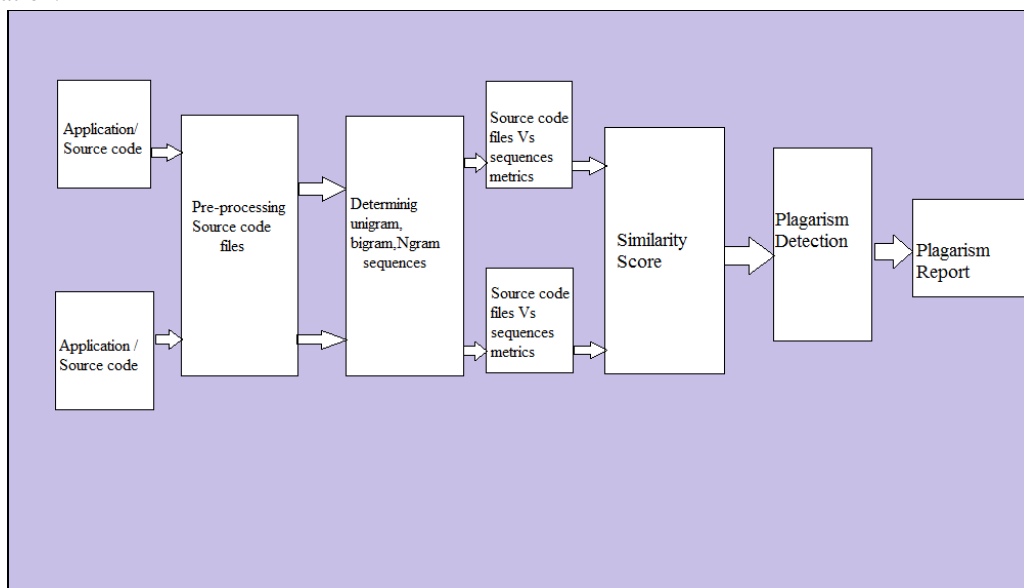 Application/
Source code
Application /
Source code
Pre-processing
Source code
files
Determinig
unigram,
bigram,Ngram
sequences
Source code
files Vs
sequences
metrics
Source code
files Vs
sequences
metrics
Similarity
Score
Plagarism
Detection
Plagarism
Report